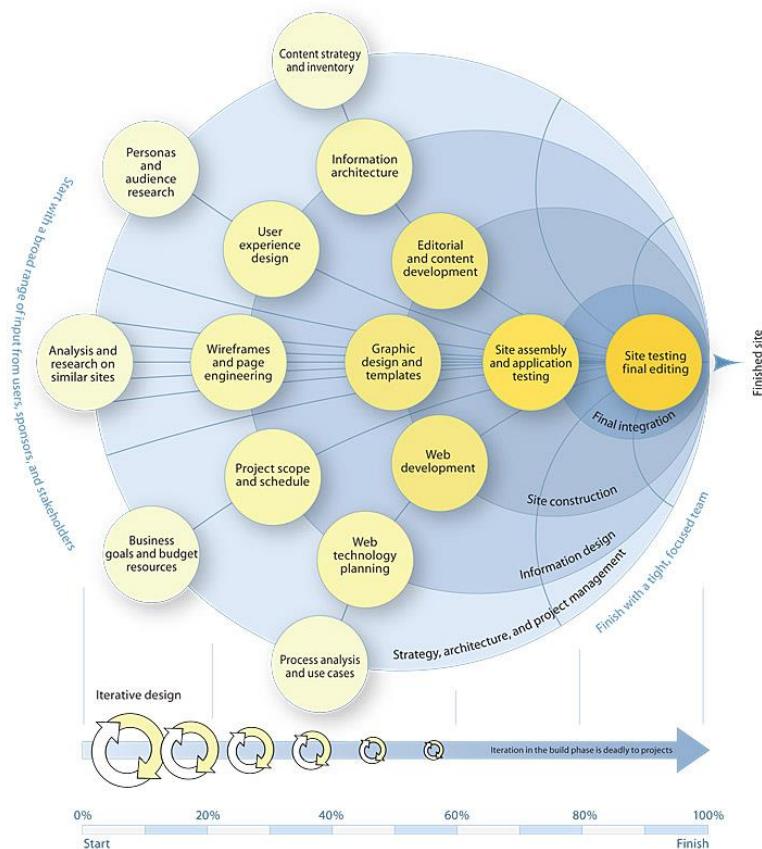 Content strategy
and inventory
Personas
and
audience
research
Information
architecture
User
experience
design
Editorial
and content
development
Start with a broad range of input from users, sponsors, and stakeholders
Analysis and
research on
similar sites
Wireframes
and page
engineering
Graphic
design and
templates
Site assembly
and application
testing
Site testing
final editing
Finished site
Final integration
Project scope
and schedule
Web
development
Site construction
Business
goals and budget
resources
Web
technology
planning
Information design
Finish with a tight, focused team
Strategy, architecture, and project management
Process analysis
and use cases
Iterative design
Iteration in the build phase is deadly to projects
0% 20% 40% 60% 80% 100%
Start Finish